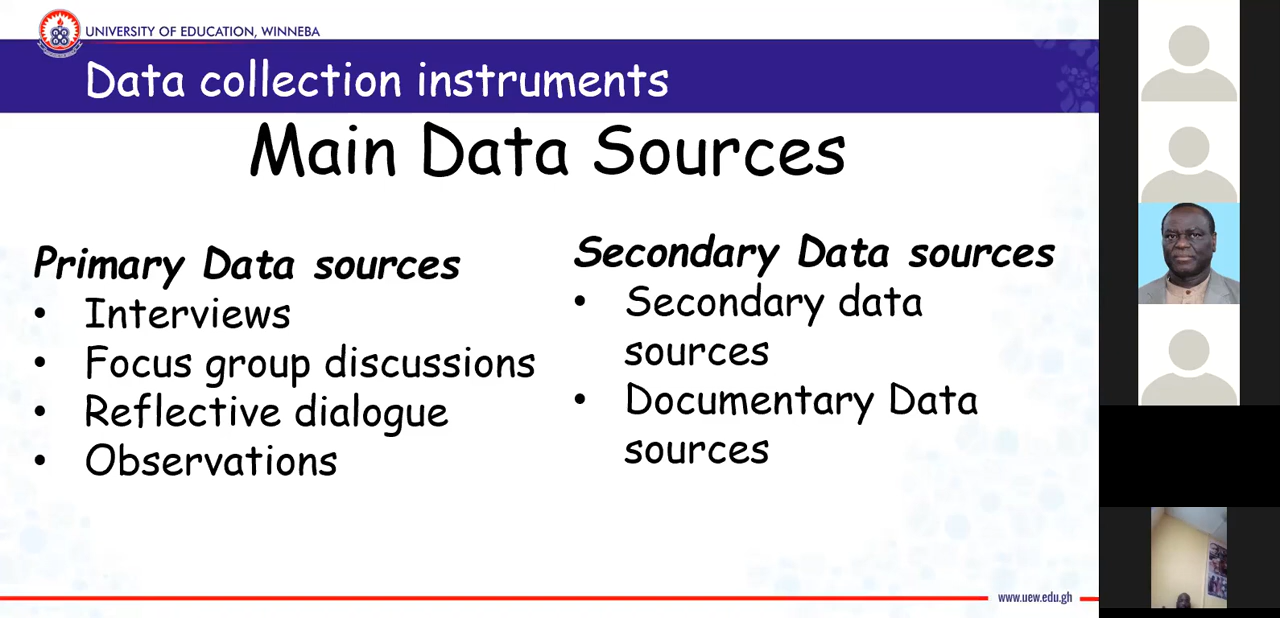 UNIVERSITY OF EDUCATION, WINNEBA
Data collection instruments
Main Data Sources
Primary Data sources
• Interviews
• Focus group discussions
• Reflective dialogue
• Observations
Secondary Data sources
• Secondary data
sources
• Documentary Data
sources
www.uew.edu.gh